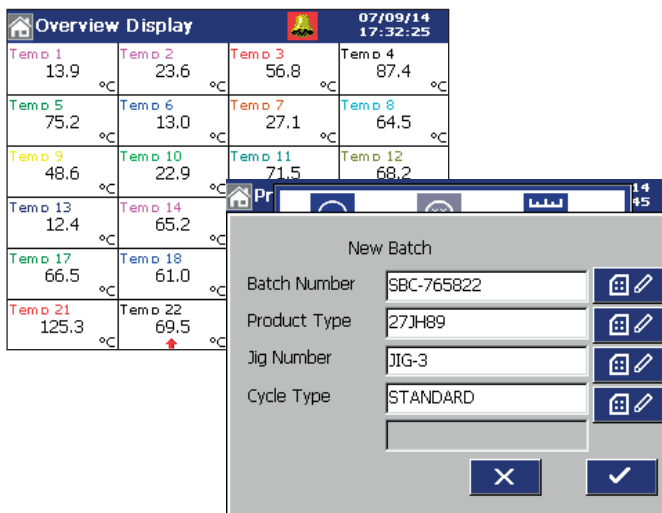 Overview Display
07/09/14
17:32:25
Temp 1 Temp 2 Temp 3 Temp 4
13.9 23.6 56.8 87.4
°C °C °C °C
Temp 5 Temp 6 Temp 7 Temp 8
75.2 13.0 27.1 64.5
°C °C °C °C
Temp 9 Temp 10 Temp 11 Temp 12
48.6 22.9 71.5 68.2
°C °C
Temp 13 Temp 14
12.4 65.2
°C °C
Temp 17 Temp 18
66.5 61.0
°C °C
Temp 21 Temp 22
125.3 69.5
°C °C
Pr
14
45
New Batch
Batch Number SBC-765822
Product Type 27JH89
Jig Number JIG-3
Cycle Type STANDARD